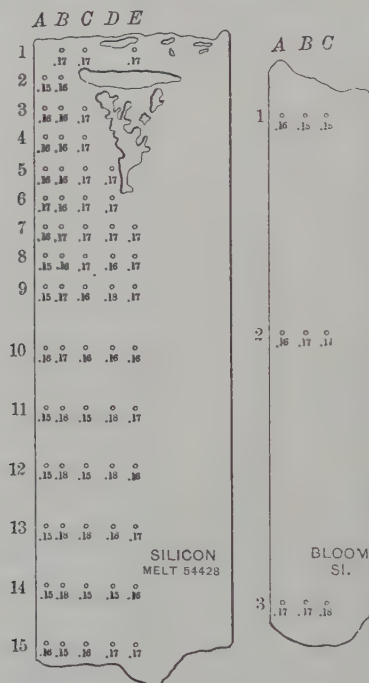 A B C D E
1 .17 .17 .17
2 .15 .16
3 .16 .16 .17
4 .16 .16 .17
5 .16 .16 .17 .17
6 .17 .16 .17 .17
7 .16 .17 .17 .17 .17
8 .15 .16 .17 .16 .17
9 .15 .17 .16 .18 .17
10 .16 .17 .16 .16 .16
11 .15 .18 .15 .18 .17
12 .15 .18 .15 .18 .16
13 .15 .18 .18 .18 .17
14 .15 .18 .15 .15 .16
15 .16 .15 .16 .17 .17
SILICON
MELT 54428
A B C
1 .16 .15 .15
2 .16 .17
3 .17 .17 .18
BLOOM
SI.